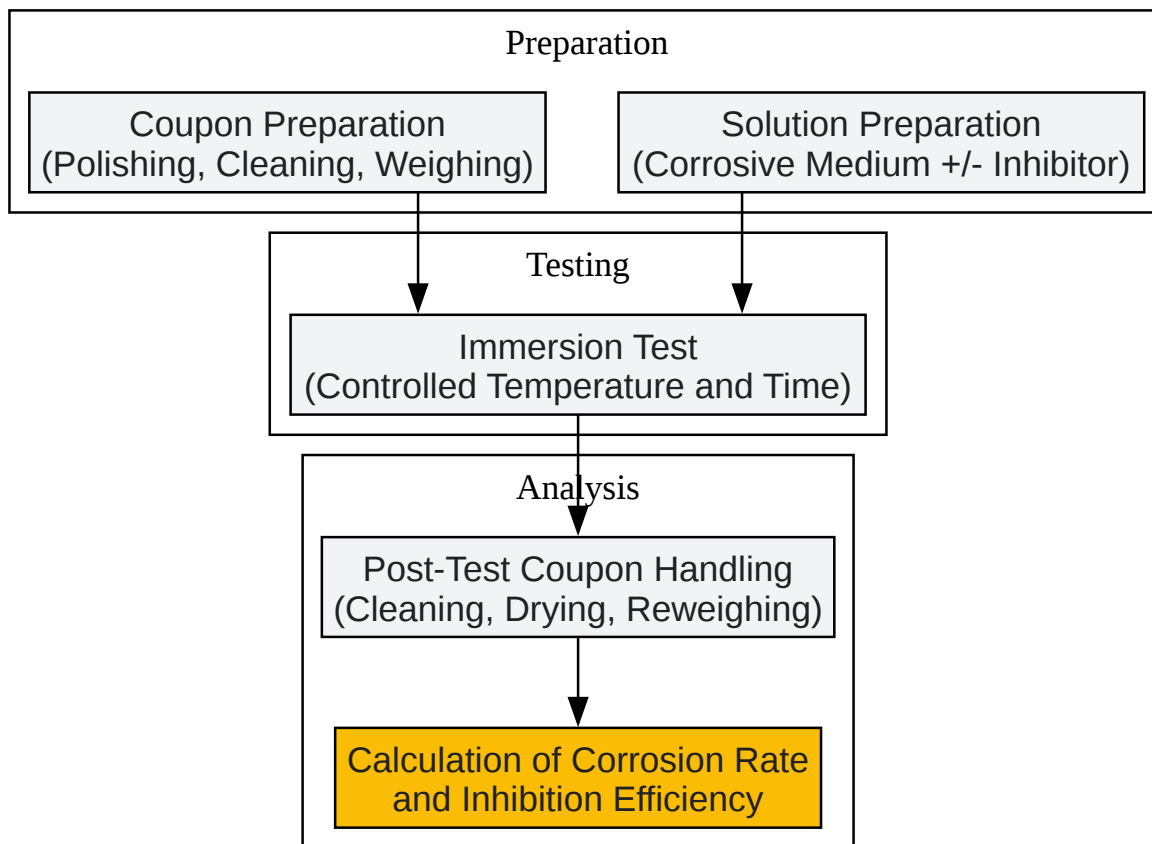 Preparation
Coupon Preparation
(Polishing, Cleaning, Weighing)
Solution Preparation
(Corrosive Medium +/- Inhibitor)
Testing
Immersion Test
(Controlled Temperature and Time)
Analysis
Post-Test Coupon Handling
(Cleaning, Drying, Reweighing)
Calculation of Corrosion Rate
and Inhibition Efficiency